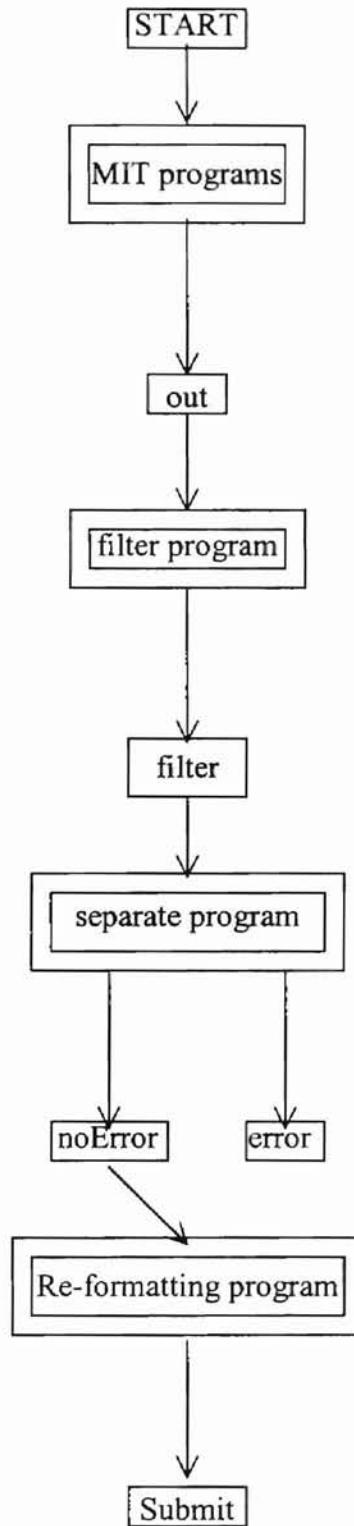 START
MIT programs
out
filter program
filter
separate program
noError error
Re-formatting program
Submit